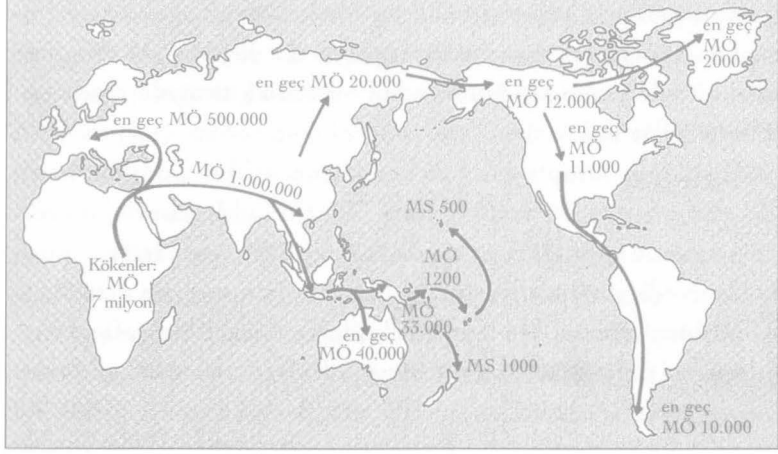 en geç
MÖ
2000
en geç MÖ 20.000
en geç
MÖ 12.000
en geç MÖ 500.000
en geç
MÖ
11.000
MÖ 1.000.000
MS 500
Kökenler:
MÖ
7 milyon
MÖ
1200
MÖ
33.000
en geç
MÖ 40.000
MS 1000
en geç
MÖ 10.000